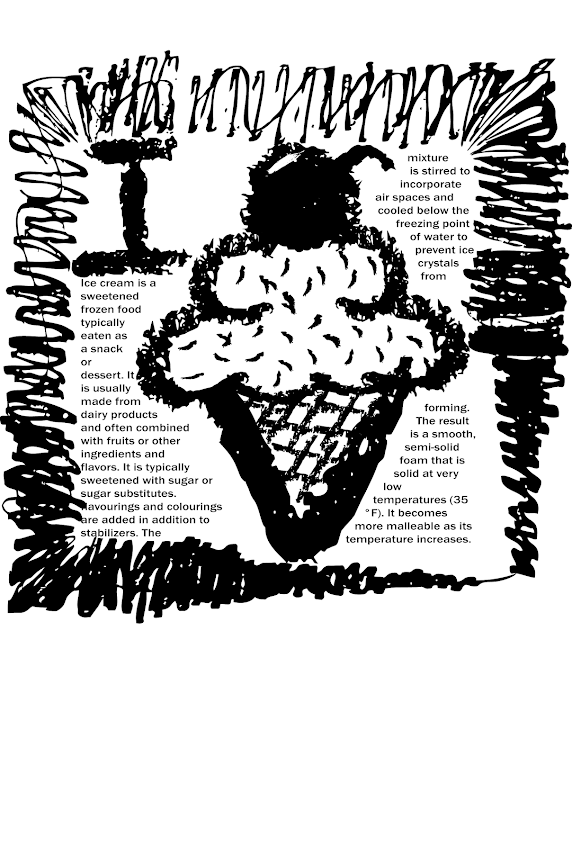 I
Ice cream is a
sweetened
frozen food
typically
eaten as
a snack
or
dessert. It
is usually
made from
dairy products
and often combined
with fruits or other
ingredients and
flavors. It is typically
sweetened with sugar or
sugar substitutes.
flavourings and colourings
are added in addition to
stabilizers. The
mixture
is stirred to
incorporate
air spaces and
cooled below the
freezing point
of water to
prevent ice
crystals
from
forming.
The result
is a smooth,
semi-solid
foam that is
solid at very
low
temperatures (35
°F). It becomes
more malleable as its
temperature increases.